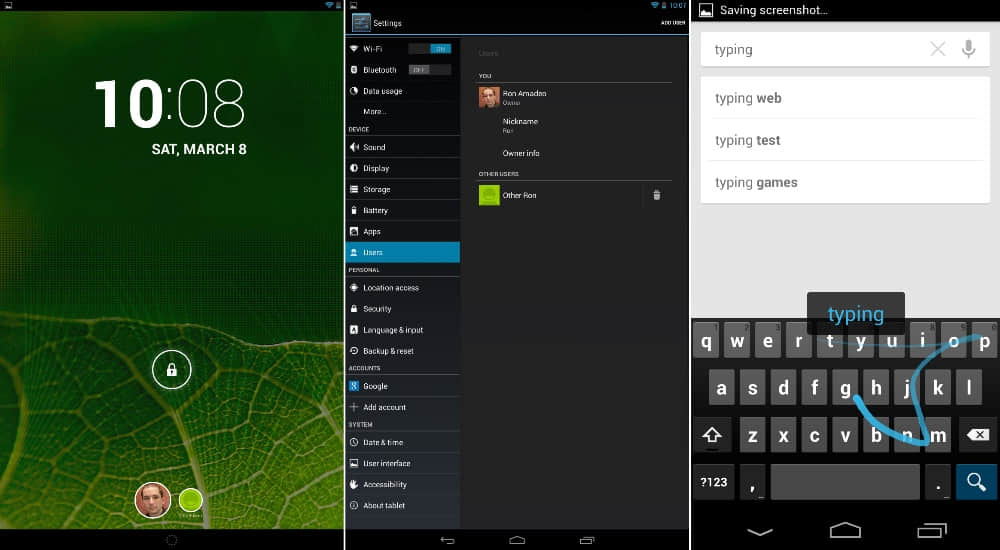 10:08
SAT, MARCH 8
10:07
Settings
ADD USER
Wi-Fi
ON
Bluetooth
OFF
Data usage
More...
DEVICE
Sound
Display
Storage
Battery
Apps
Users
PERSONAL
Location access
Security
Language & input
Backup & reset
ACCOUNTS
Google
Add account
SYSTEM
Date & time
User interface
Accessibility
About tablet
Users
YOU
Ron Amadeo
Owner
Nickname
Ron
Owner info
OTHER USERS
Other Ron
Saving screenshot...
typing
typing web
typing test
typing games
typing
q w e r t y u i o p
a s d f g h j k l
z x c v b n m
?123 , .